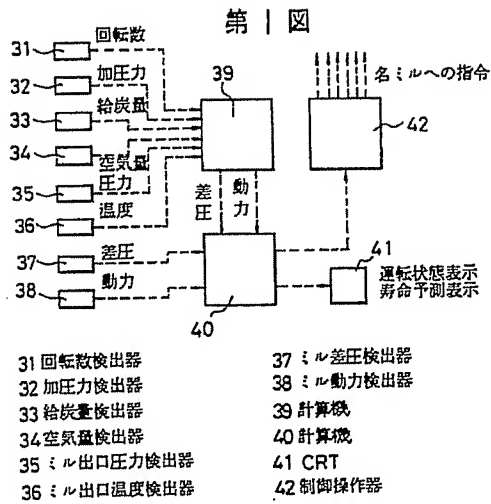 第1図
31
回転数
32
加圧力
33
給炭量
34
空気量
35
圧力
36
温度
37
差圧
38
動力
39
差圧
動力
40
名ミルへの指令
42
41
運転状態表示
寿命予測表示
31 回転数検出器
32 加圧力検出器
33 給炭量検出器
34 空気量検出器
35 ミル出口圧力検出器
36 ミル出口温度検出器
37 ミル差圧検出器
38 ミル動力検出器
39 計算機
40 計算機
41 CRT
42 制御操作器